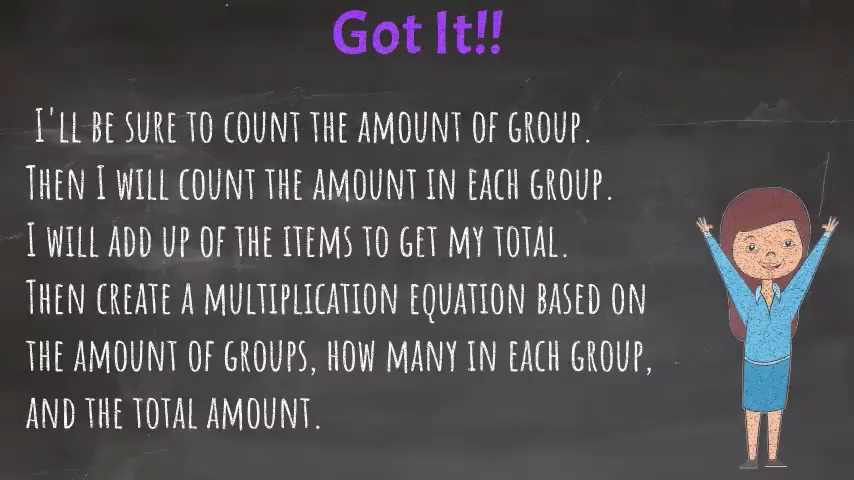 Got It!!
I'LL BE SURE TO COUNT THE AMOUNT OF GROUP.
THEN I WILL COUNT THE AMOUNT IN EACH GROUP.
I WILL ADD UP OF THE ITEMS TO GET MY TOTAL.
THEN CREATE A MULTIPLICATION EQUATION BASED ON
THE AMOUNT OF GROUPS, HOW MANY IN EACH GROUP,
AND THE TOTAL AMOUNT.